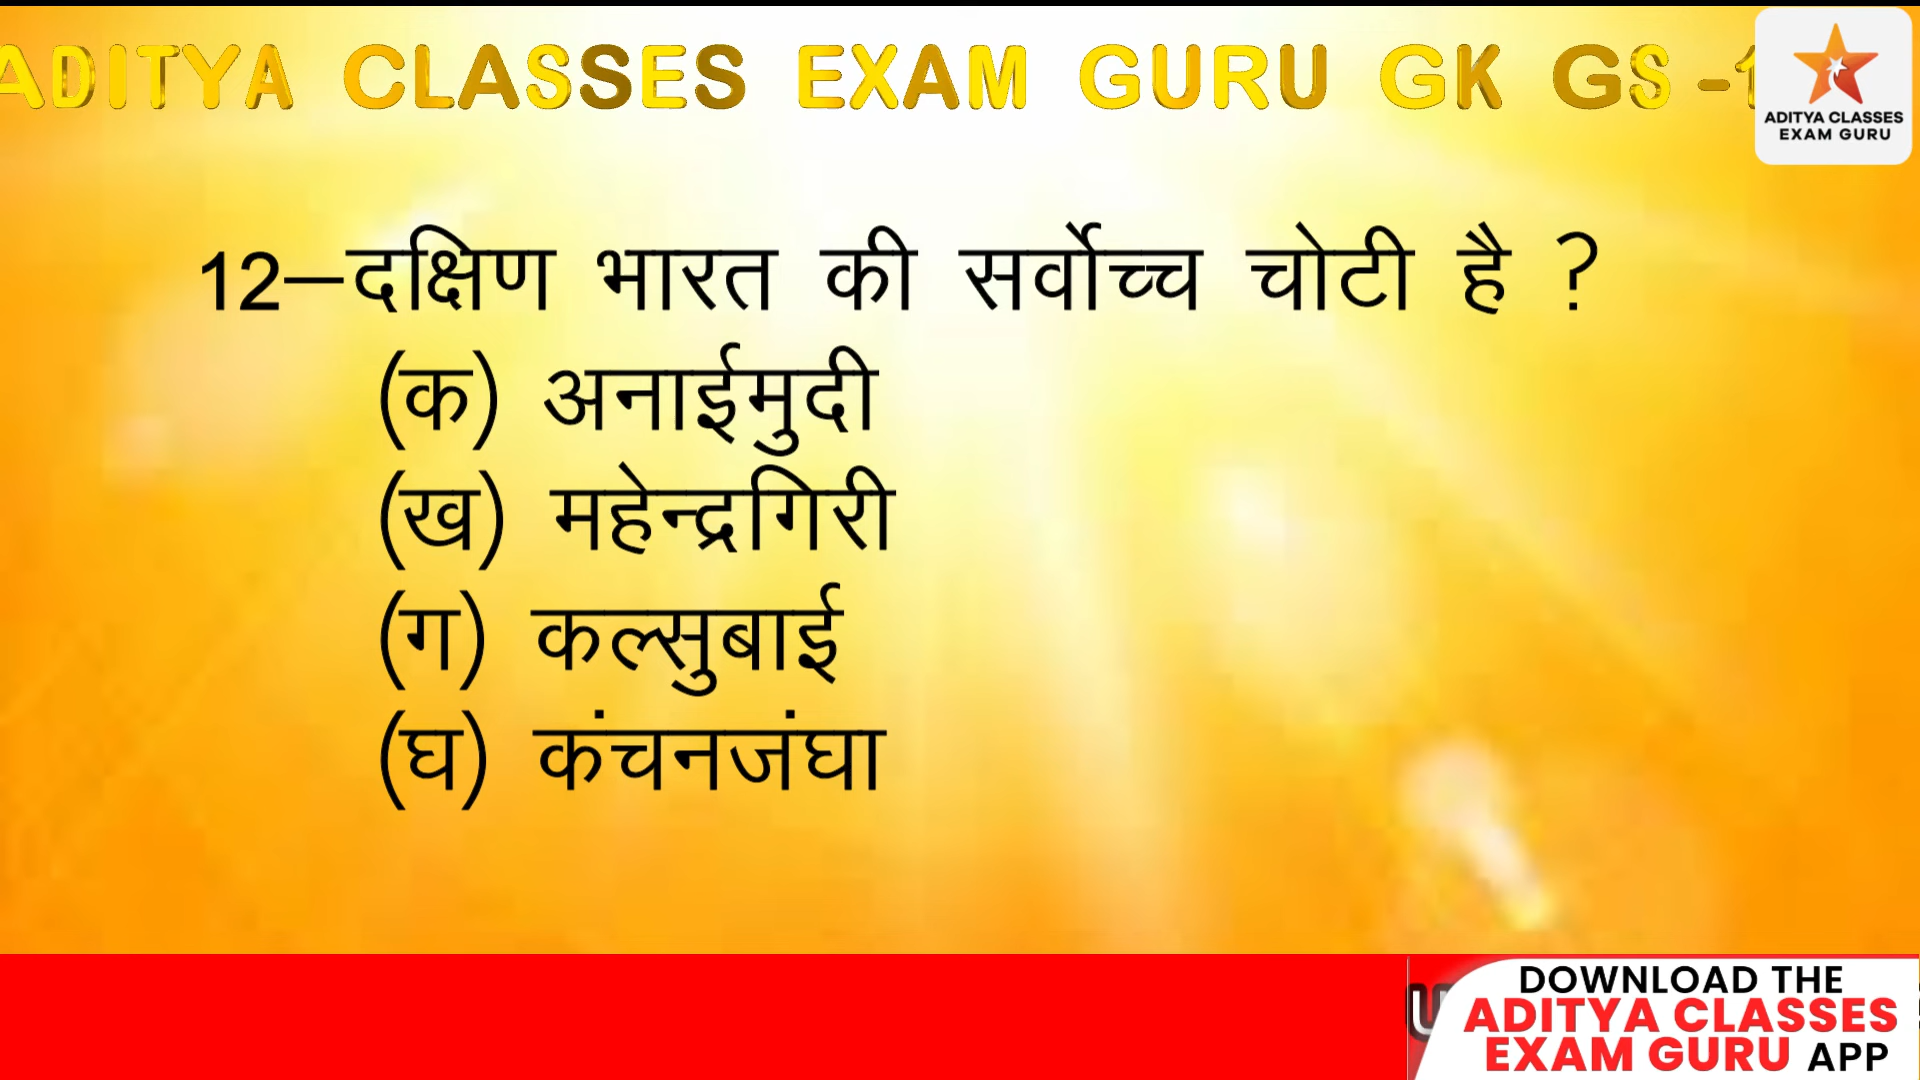 ADITYA CLASSES EXAM GURU GK GS -1
ADITYA CLASSES
EXAM GURU
12–दक्षिण भारत की सर्वोच्च चोटी है ?
(क) अनाईमुदी
(ख) महेन्द्रगिरी
(ग) कल्सुबाई
(घ) कंचनजंघा
DOWNLOAD THE
ADITYA CLASSES
EXAM GURU APP